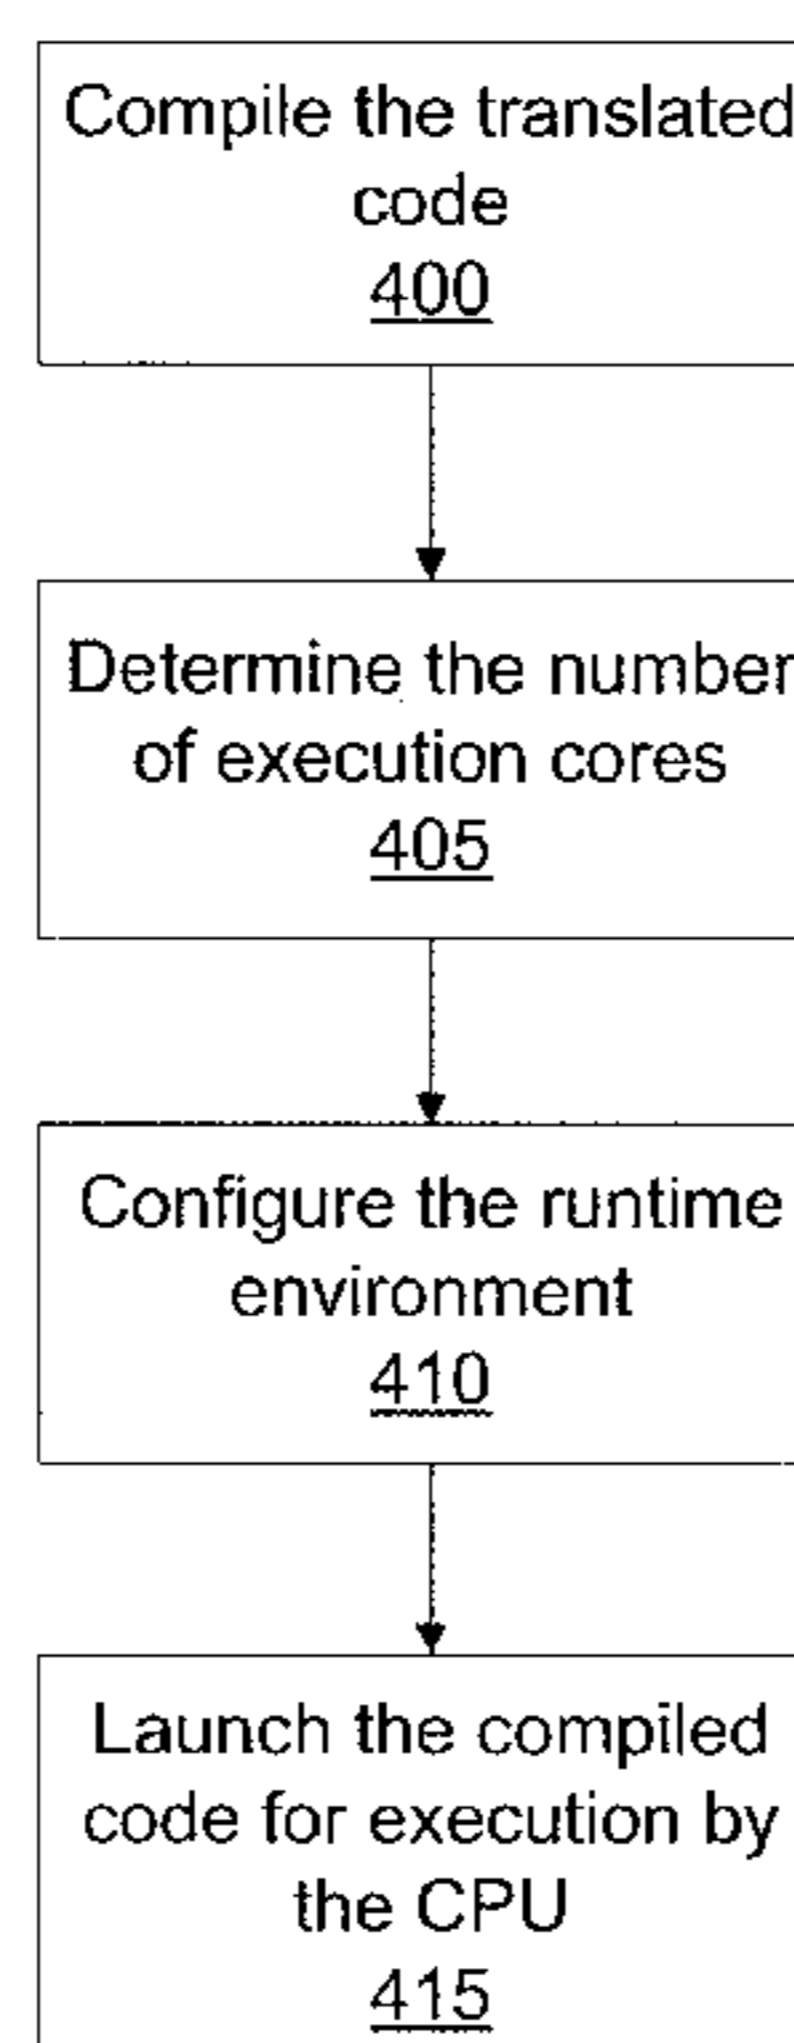 Compile the translated
code
400
Determine the number
of execution cores
405
Configure the runtime
environment
410
Launch the compiled
code for execution by
the CPU
415